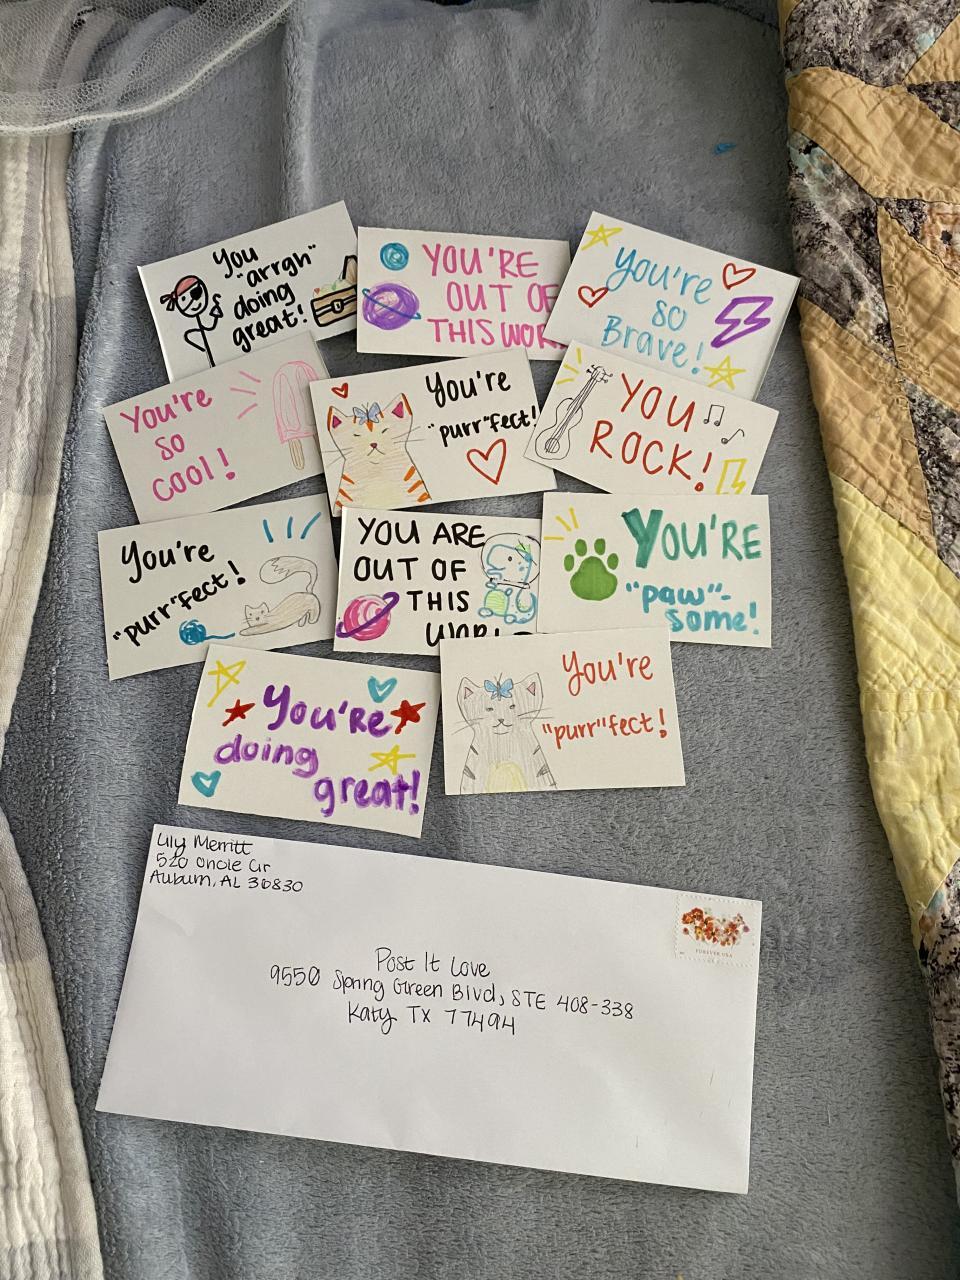 You
"arrgh"
doing
great!
YOU'RE
OUT OF
THIS
You're
so
Brave!
You're
so
cool!
You're
"purr"fect!
YOU
ROCK!
You're
"purr"fect!
YOU ARE
OUT OF
THIS
YOU'RE
"paw"-
some!
You're
doing
great!
You're
"purr"fect!
Lily Merritt
520 Oncle Cir
Auburn, AL 36830
FOREVER USA
Post It Love
9550 Spring Green Blvd, STE 408-338
Katy TX 77494